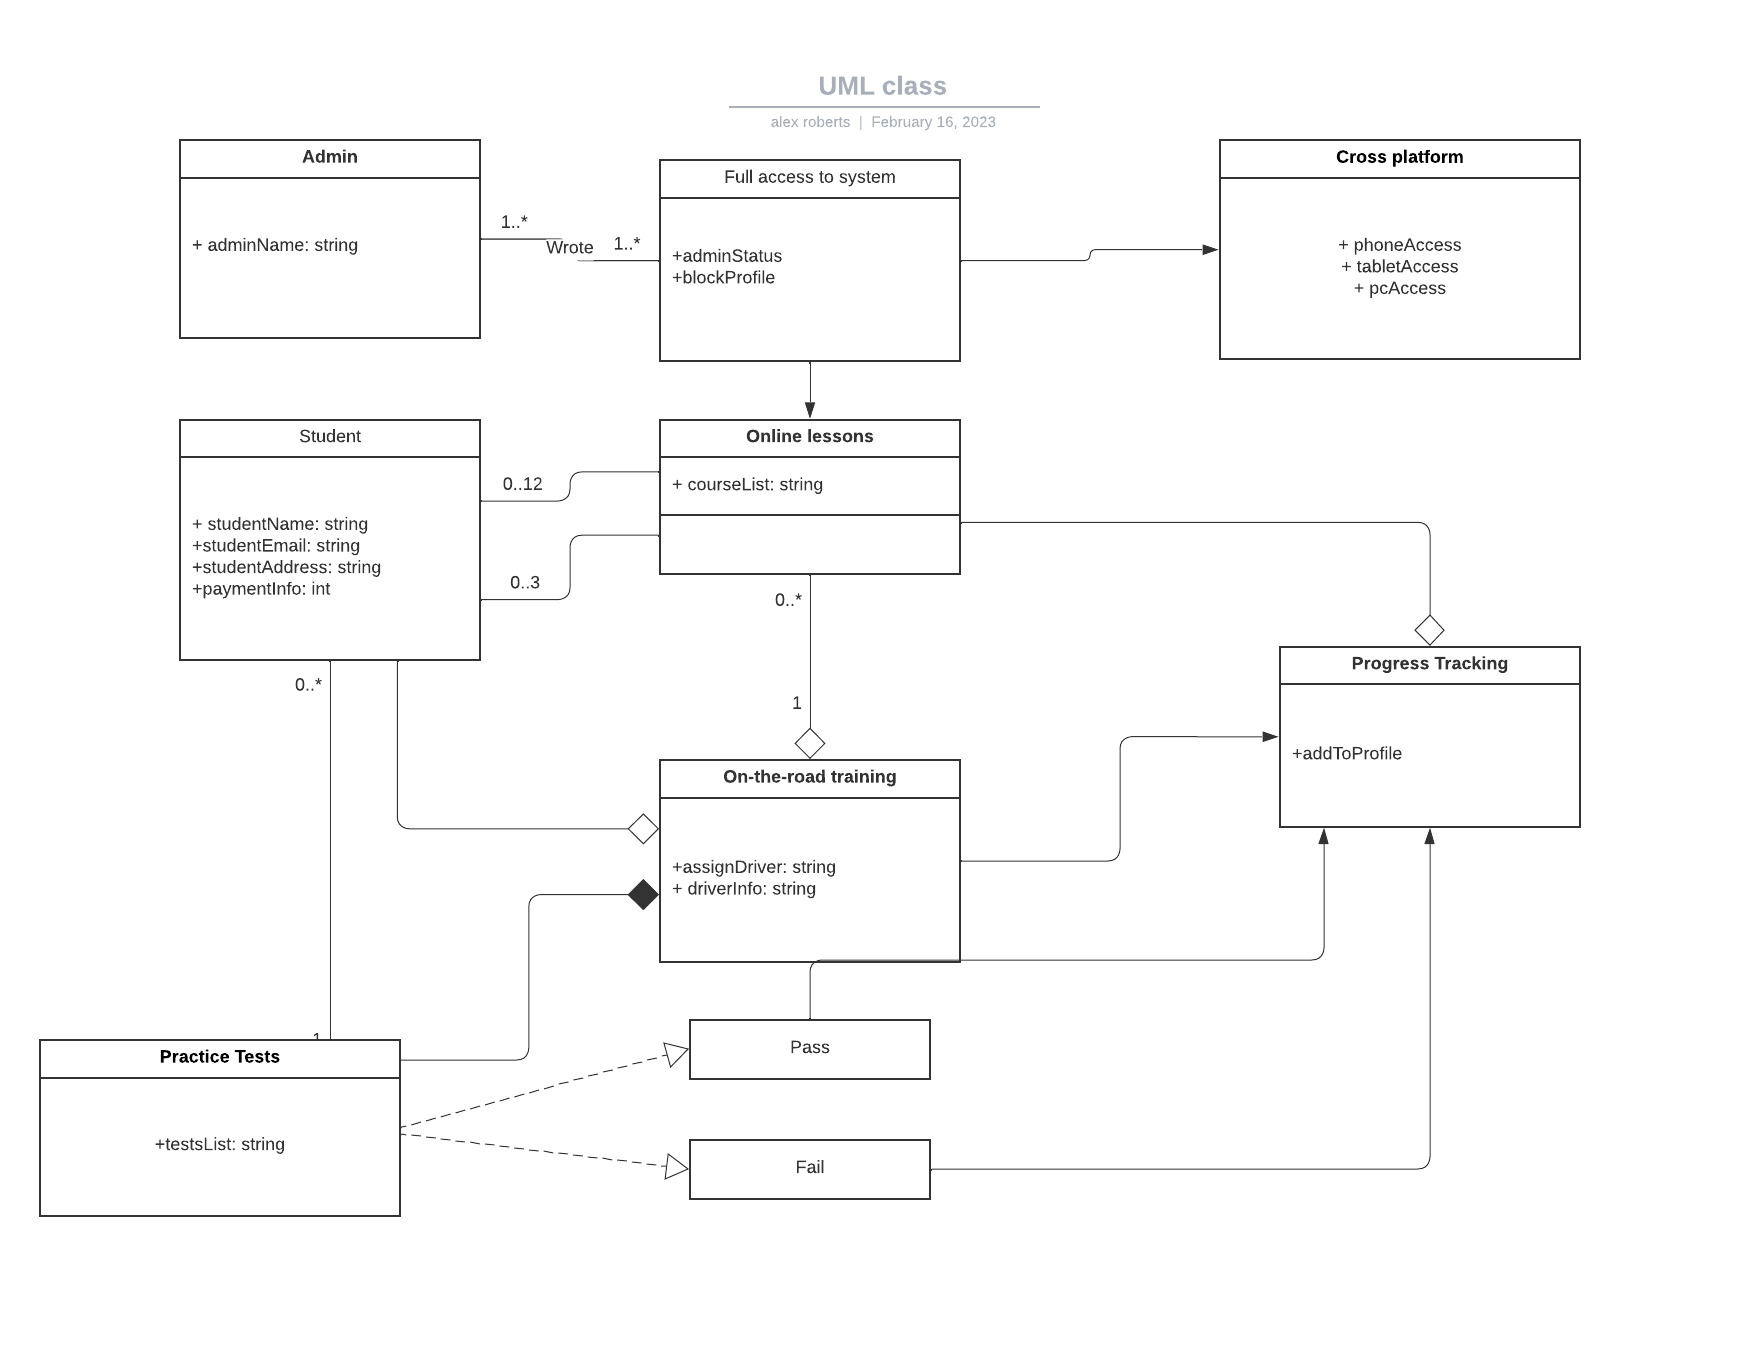 UML class
alex roberts | February 16, 2023
Admin
+ adminName: string
1..*
Wrote
1..*
Full access to system
+adminStatus
+blockProfile
Cross platform
+ phoneAccess
+ tabletAccess
+ pcAccess
Student
+ studentName: string
+studentEmail: string
+studentAddress: string
+paymentInfo: int
0..12
0..3
Online lessons
+ courseList: string
0..*
1
0..*
Progress Tracking
+addToProfile
On-the-road training
+assignDriver: string
+ driverInfo: string
1
Practice Tests
+testsList: string
Pass
Fail